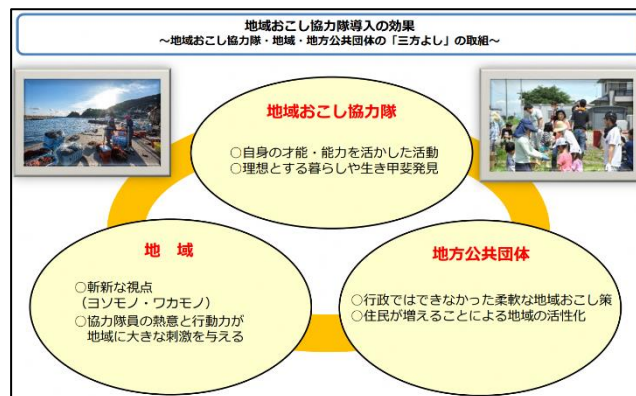 地域おこし協力隊導入の効果
～地域おこし協力隊・地域・地方公共団体の「三方よし」の取組～
地域おこし協力隊
○自身の才能・能力を活かした活動
○理想とする暮らしや生き甲斐発見
地　域
○斬新な視点
（ヨソモノ・ワカモノ）
○協力隊員の熱意と行動力が
地域に大きな刺激を与える
地方公共団体
○行政ではできなかった柔軟な地域おこし策
○住民が増えることによる地域の活性化